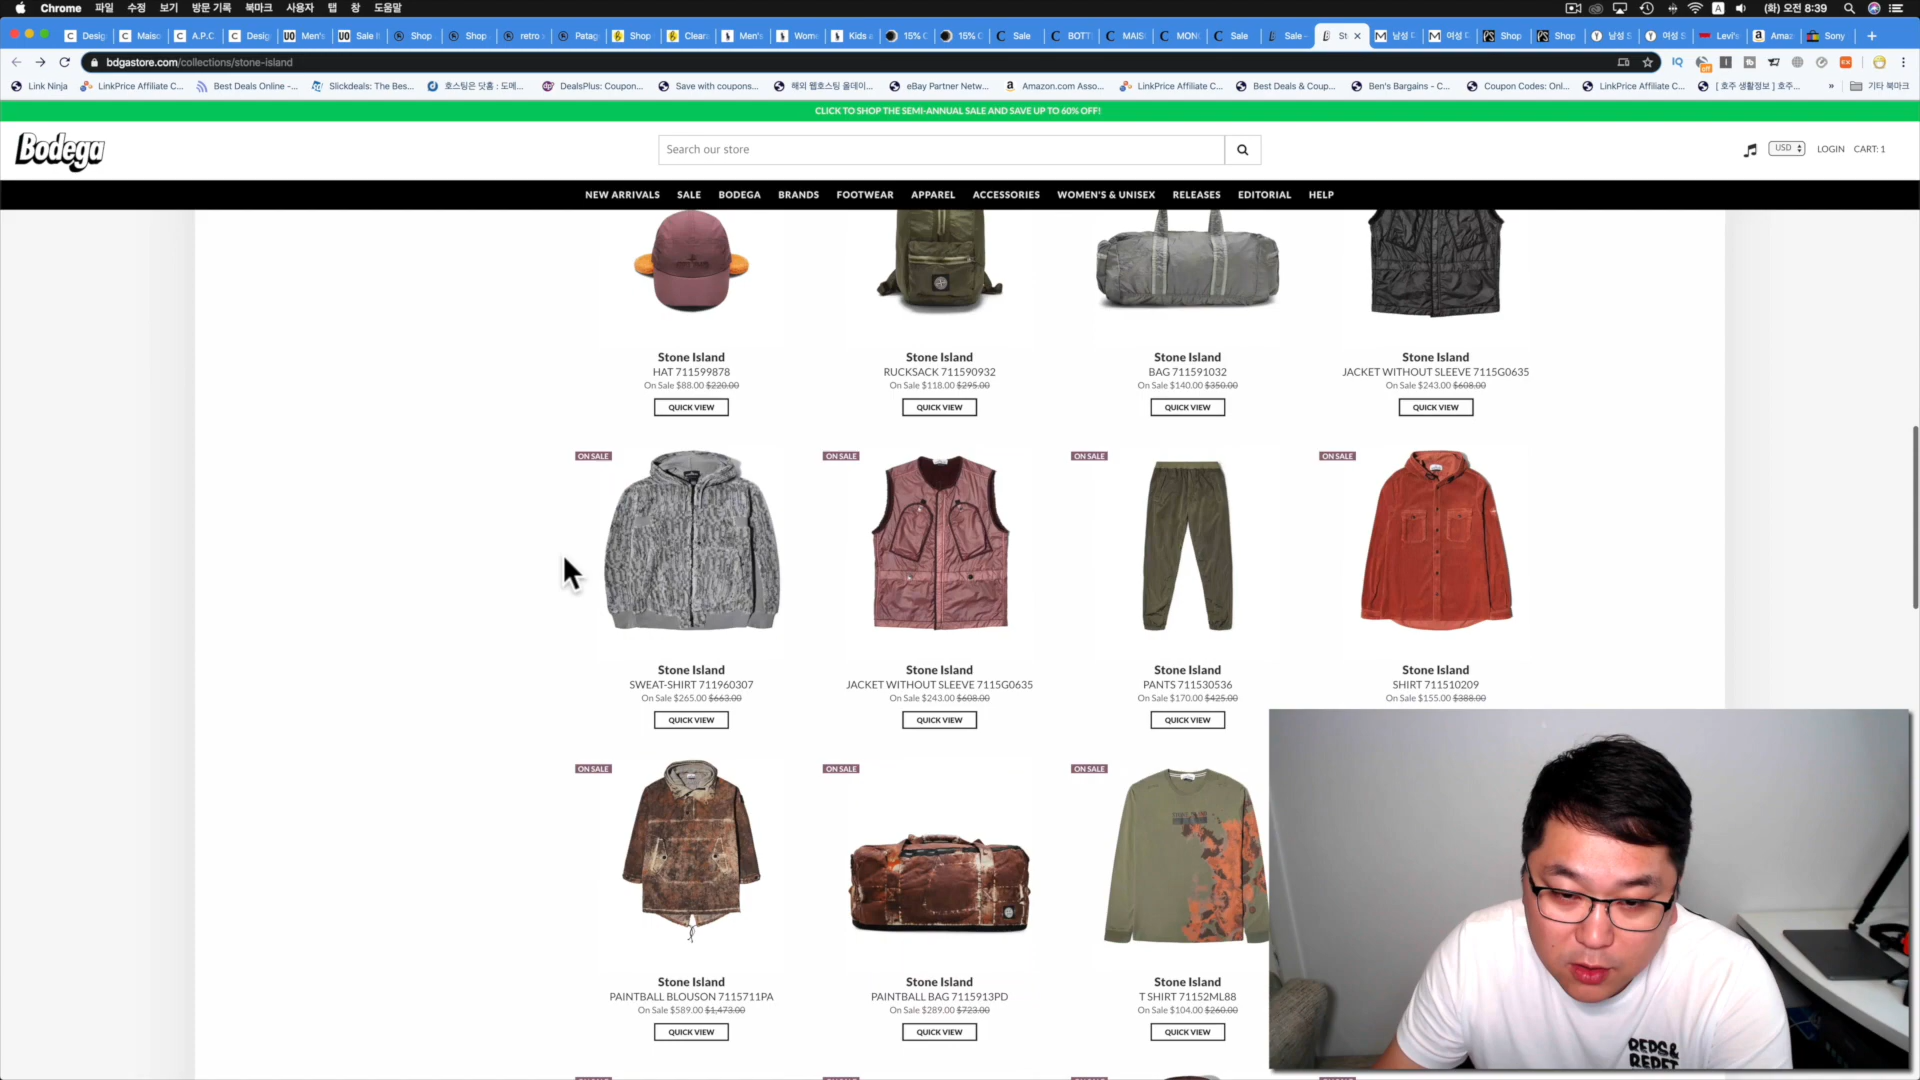 Chrome 파일 수정 보기 방문 기록 북마크 사용자 탭 창 도움말 A (화) 오전 8:39
Desig Maiso A.P.C Desig UO Men's UO Sale I Shop Shop retro Patag Shop Clear Men's Wom Kids a 15% C 15% C Sale BOTT MAIS MON Sale Sale St M 남성 M 여성 Shop Shop 남성 S 여성 S Levi's Amaz Sony
bdgastore.com/collections/stone-island
Link Ninja LinkPrice Affiliate C... Best Deals Online -... Slickdeals: The Bes... 호스팅은 닷홈 : 도메... DealsPlus: Coupon... Save with coupons... 해외 웹호스팅 올데이... eBay Partner Netw... Amazon.com Asso... LinkPrice Affiliate C... Best Deals & Coup... Ben's Bargains - C... Coupon Codes: Onl... LinkPrice Affiliate C... [ 호주 생활정보 ] 호주... » 기타 북마크
CLICK TO SHOP THE SEMI-ANNUAL SALE AND SAVE UP TO 60% OFF!
Bodega Search our store USD LOGIN CART: 1
NEW ARRIVALS SALE BODEGA BRANDS FOOTWEAR APPAREL ACCESSORIES WOMEN'S & UNISEX RELEASES EDITORIAL HELP
Stone Island Stone Island Stone Island Stone Island
HAT 711599878 RUCKSACK 711590932 BAG 711591032 JACKET WITHOUT SLEEVE 7115G0635
On Sale $88.00 $220.00 On Sale $118.00 $295.00 On Sale $140.00 $350.00 On Sale $243.00 $608.00
QUICK VIEW QUICK VIEW QUICK VIEW QUICK VIEW
ON SALE ON SALE ON SALE ON SALE
Stone Island Stone Island Stone Island Stone Island
SWEAT-SHIRT 711960307 JACKET WITHOUT SLEEVE 7115G0635 PANTS 711530536 SHIRT 711510209
On Sale $265.00 $663.00 On Sale $243.00 $608.00 On Sale $170.00 $425.00 On Sale $155.00 $388.00
QUICK VIEW QUICK VIEW QUICK VIEW
ON SALE ON SALE ON SALE
Stone Island Stone Island Stone Island
PAINTBALL BLOUSON 7115711PA PAINTBALL BAG 7115913PD T SHIRT 71152ML88
On Sale $589.00 $1,473.00 On Sale $289.00 $723.00 On Sale $104.00 $260.00
QUICK VIEW QUICK VIEW QUICK VIEW
REPS &
REPET